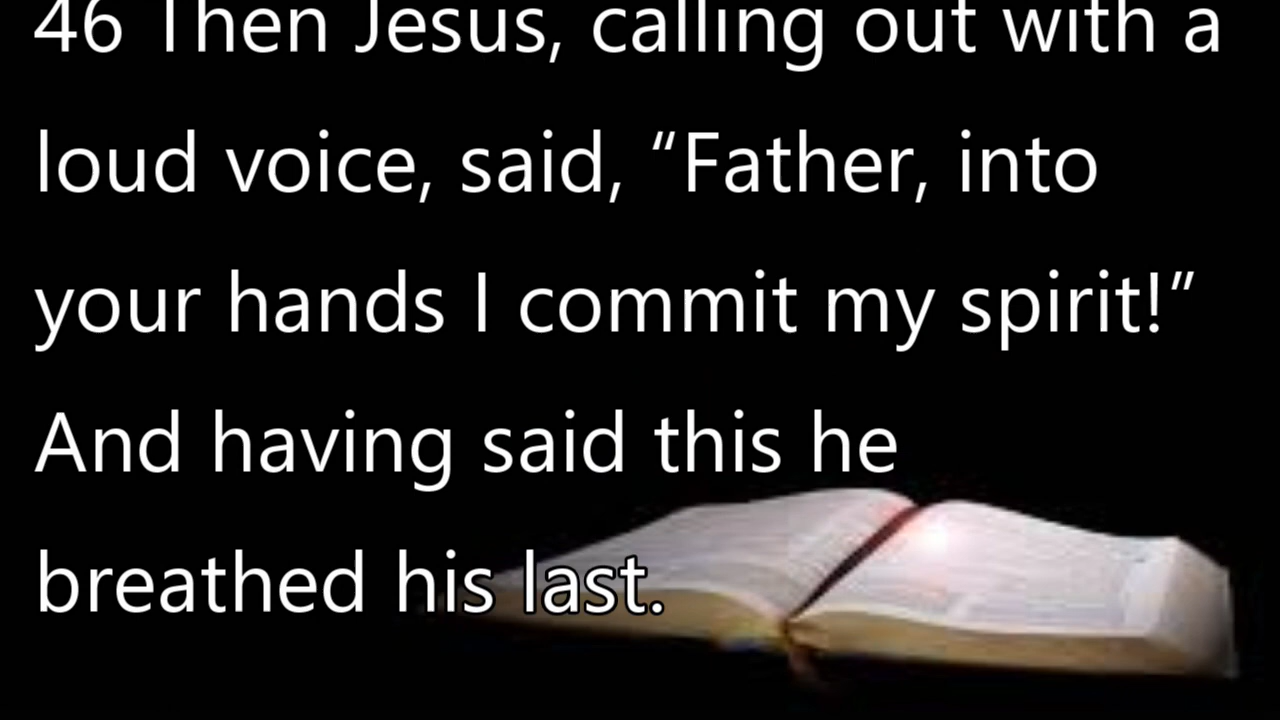 46 Then Jesus, calling out with a
loud voice, said, “Father, into
your hands I commit my spirit!”
And having said this he
breathed his last.